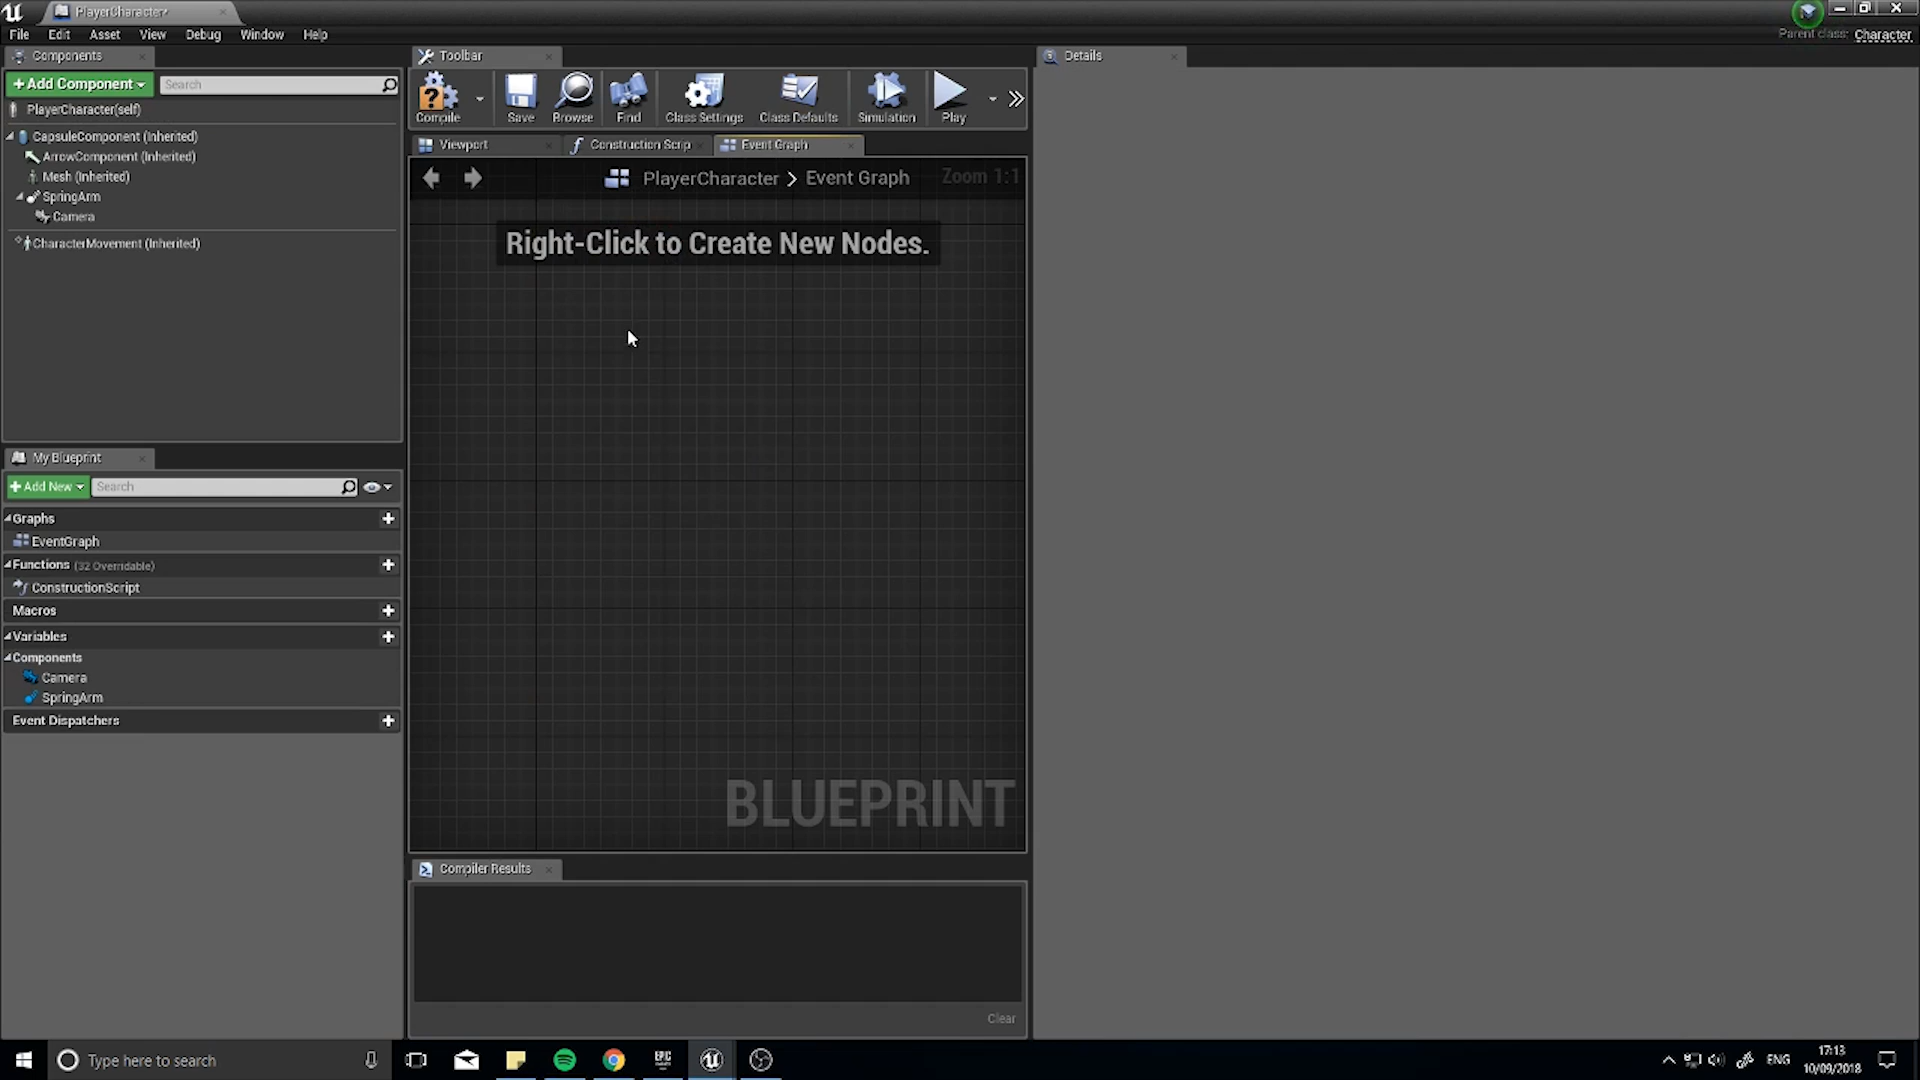 PlayerCharacter*
File Edit Asset View Debug Window Help
Parent class: Character
Components
+ Add Component
Search
PlayerCharacter(self)
CapsuleComponent (Inherited)
ArrowComponent (Inherited)
Mesh (Inherited)
SpringArm
Camera
CharacterMovement (Inherited)
My Blueprint
+ Add New
Search
Graphs
EventGraph
Functions (32 Overridable)
ConstructionScript
Macros
Variables
Components
Camera
SpringArm
Event Dispatchers
Toolbar
Compile Save Browse Find Class Settings Class Defaults Simulation Play
Viewport Construction Scrip Event Graph
PlayerCharacter > Event Graph Zoom 1:1
Right-Click to Create New Nodes.
BLUEPRINT
Compiler Results
Clear
Details
Type here to search
EPIC
ENG
17:13
10/09/2018